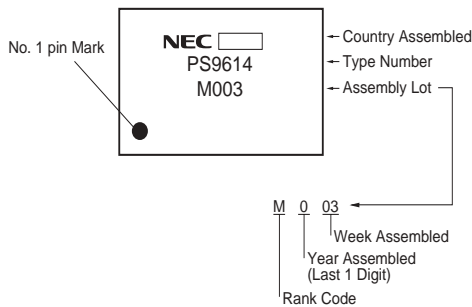 NEC
Country Assembled
No. 1 pin Mark
PS9614
Type Number
M003
Assembly Lot
M 0 03
Week Assembled
Year Assembled
(Last 1 Digit)
Rank Code